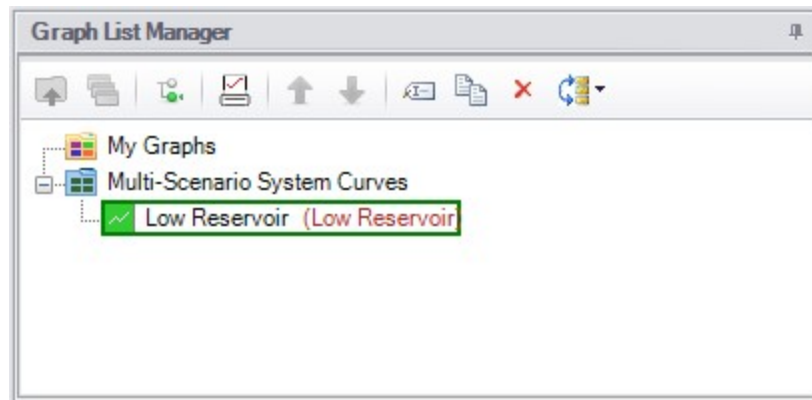 Graph List Manager
My Graphs
Multi-Scenario System Curves
Low Reservoir (Low Reservoir)